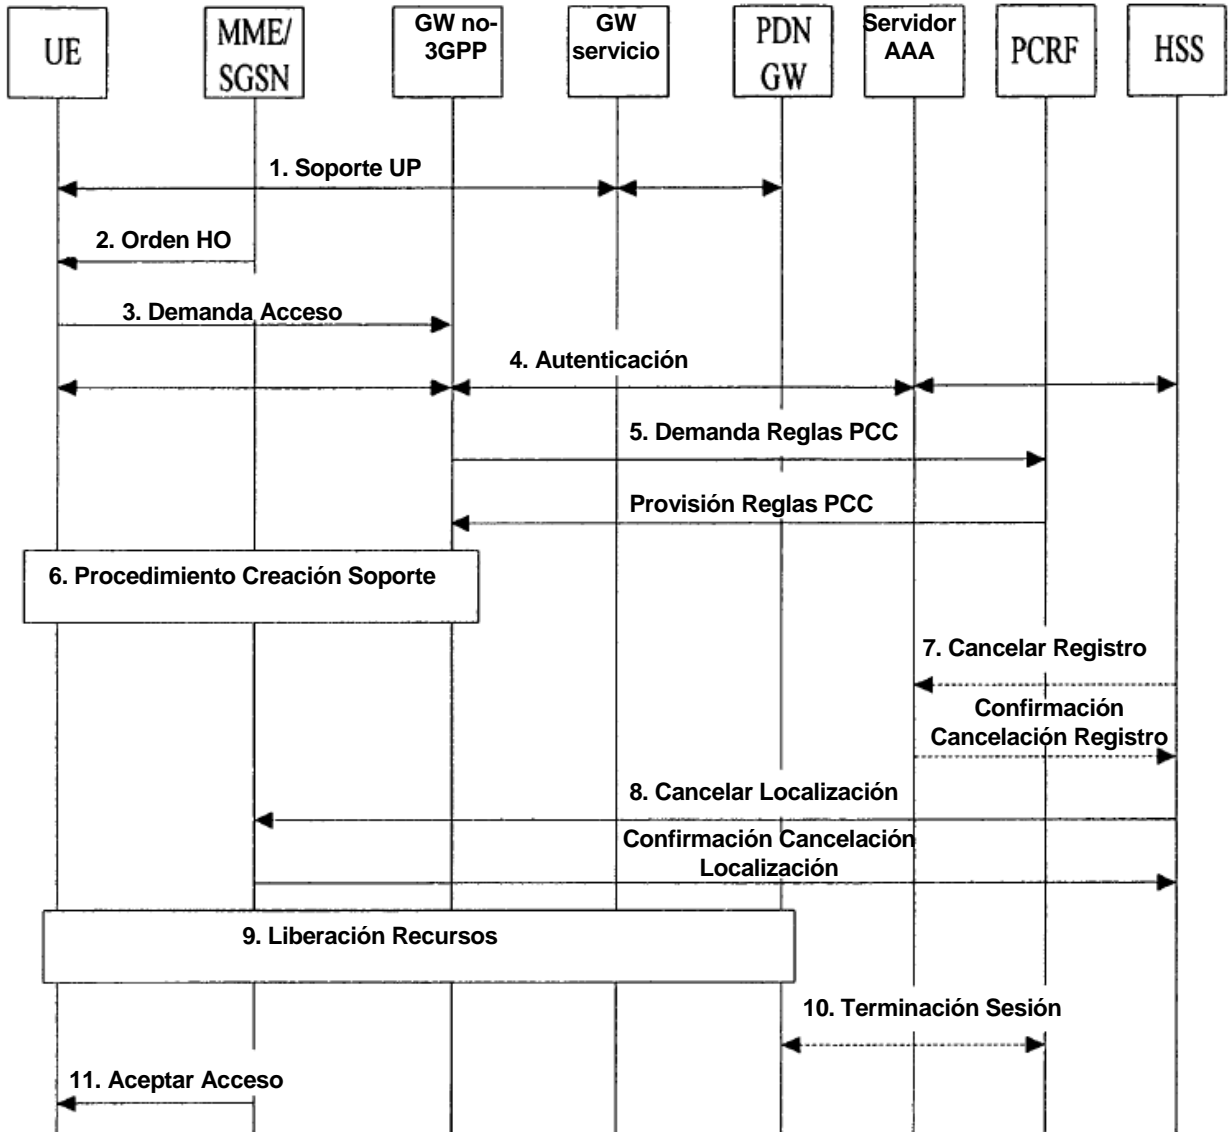 UE
MME/
SGSN
GW no-
3GPP
GW
servicio
PDN
GW
Servidor
AAA
PCRF
HSS
1. Soporte UP
2. Orden HO
3. Demanda Acceso
4. Autenticación
5. Demanda Reglas PCC
Provisión Reglas PCC
6. Procedimiento Creación Soporte
7. Cancelar Registro
Confirmación
Cancelación Registro
8. Cancelar Localización
Confirmación Cancelación
Localización
9. Liberación Recursos
10. Terminación Sesión
11. Aceptar Acceso